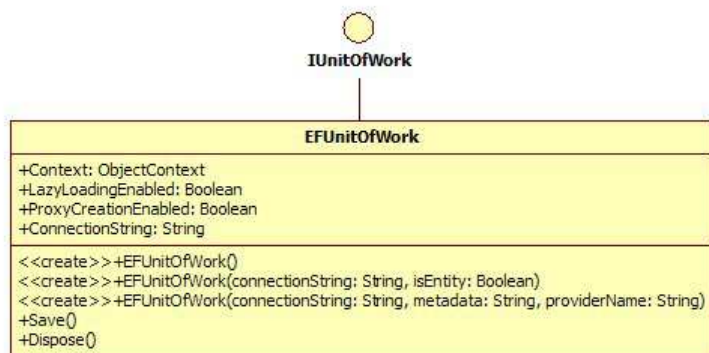 IUnitOfWork
EFUnitOfWork
+Context: ObjectContext
+LazyLoadingEnabled: Boolean
+ProxyCreationEnabled: Boolean
+ConnectionString: String
<<create>>+EFUnitOfWork()
<<create>>+EFUnitOfWork(connectionString: String, isEntity: Boolean)
<<create>>+EFUnitOfWork(connectionString: String, metadata: String, providerName: String)
+Save()
+Dispose()